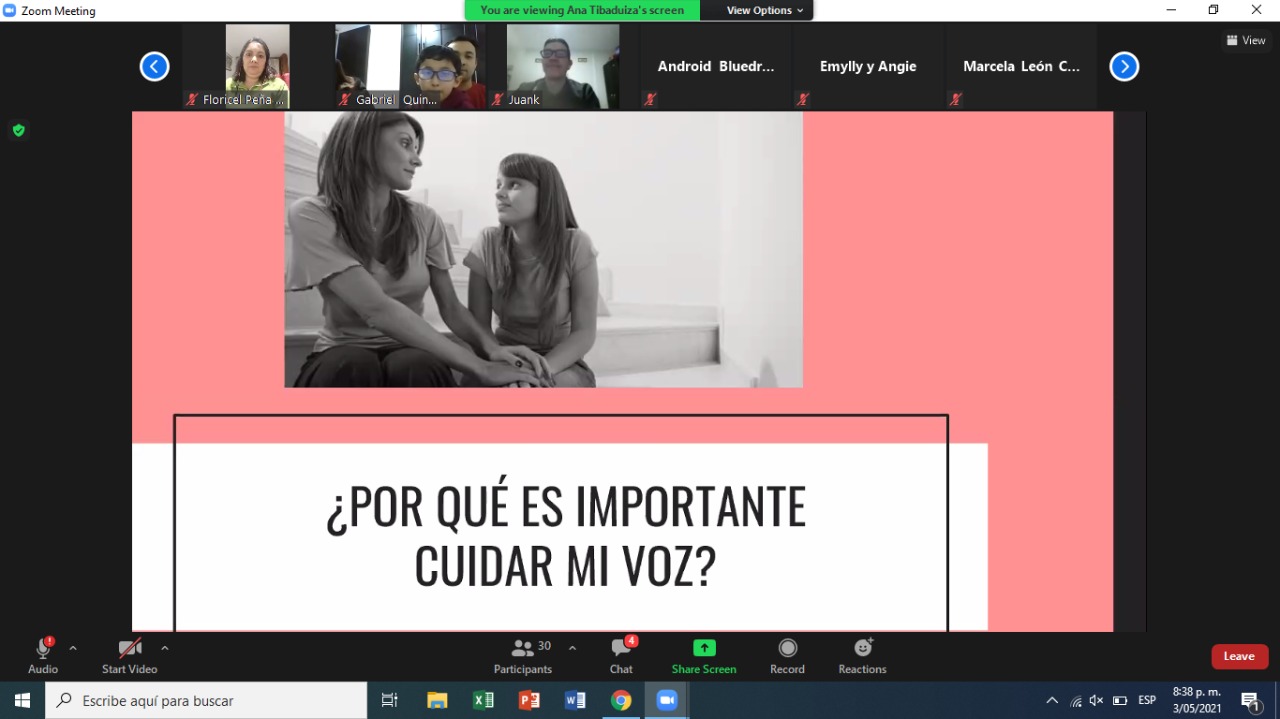 Zoom Meeting
You are viewing Ana Tibaduiza's screen
View Options
View
Floricel Peña ...
Gabriel Quin...
Juank
Android Bluedr...
Emylly y Angie
Marcela León C...
¿POR QUÉ ES IMPORTANTE
CUIDAR MI VOZ?
Audio
Start Video
30
Participants
4
Chat
Share Screen
Record
Reactions
Leave
Escribe aquí para buscar
ESP
8:38 p. m.
3/05/2021
1